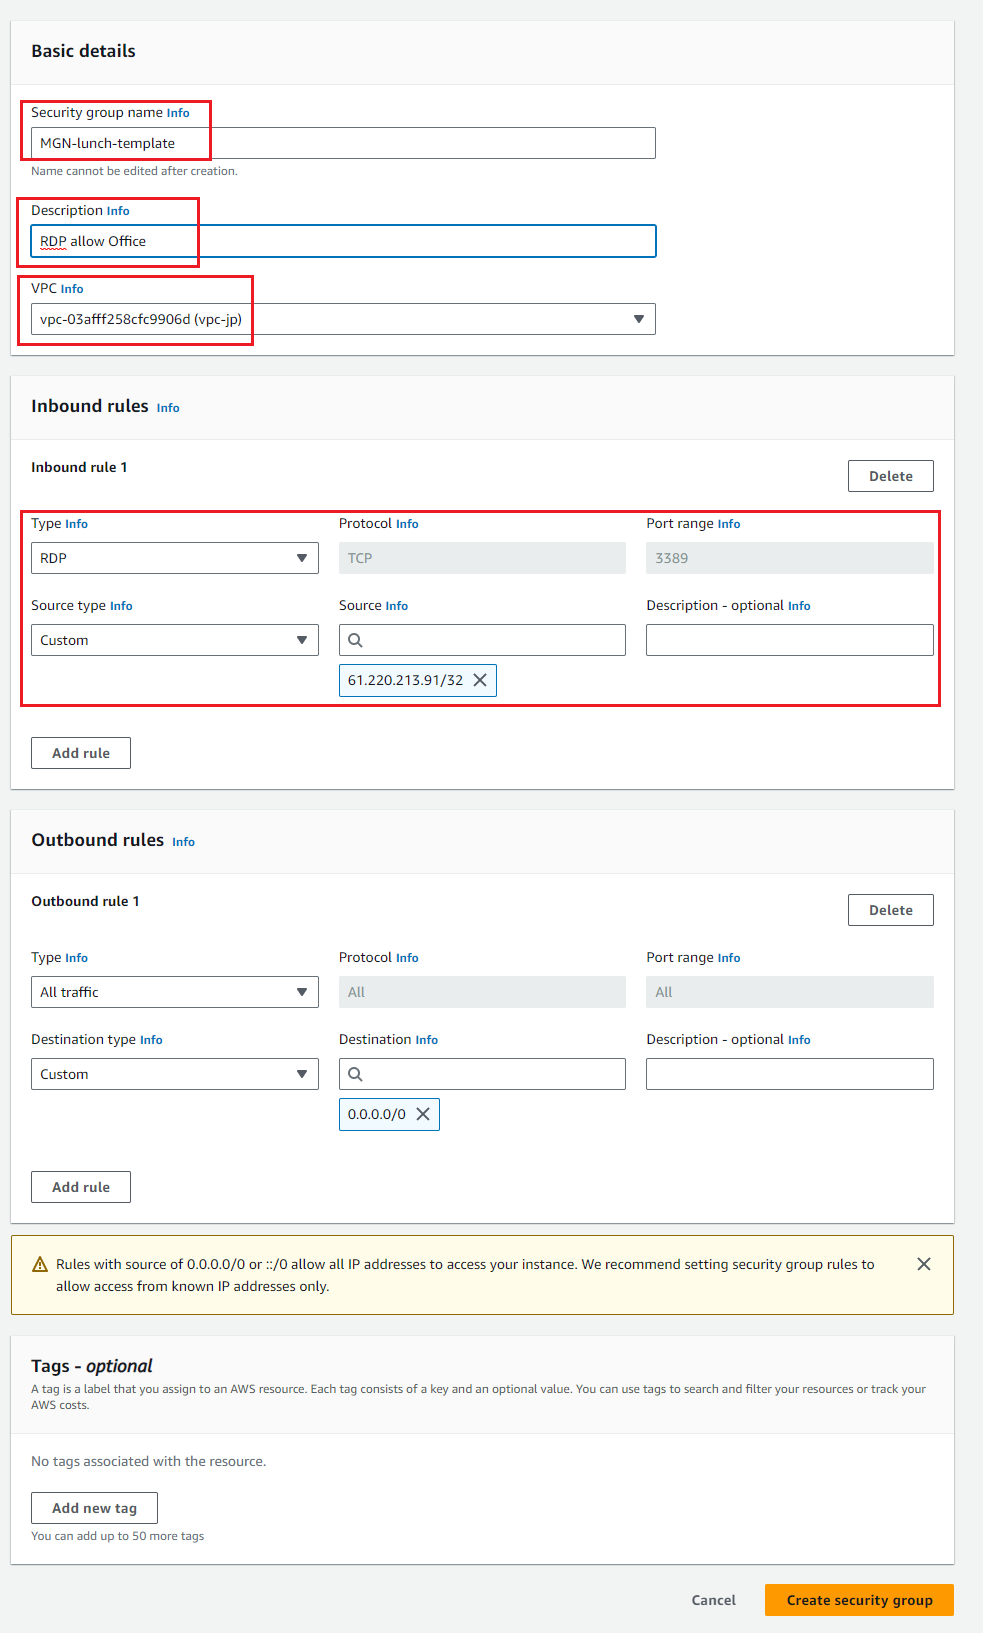 Basic details
Security group name Info
MGN-lunch-template
Name cannot be edited after creation.
Description Info
RDP allow Office
VPC Info
vpc-03afff258cfc9906d (vpc-jp)
Inbound rules Info
Inbound rule 1
Delete
Type Info Protocol Info Port range Info
RDP TCP 3389
Source type Info Source Info Description - optional Info
Custom
61.220.213.91/32
Add rule
Outbound rules Info
Outbound rule 1
Delete
Type Info Protocol Info Port range Info
All traffic All All
Destination type Info Destination Info Description - optional Info
Custom
0.0.0.0/0
Add rule
Rules with source of 0.0.0.0/0 or ::/0 allow all IP addresses to access your instance. We recommend setting security group rules to
allow access from known IP addresses only.
Tags - optional
A tag is a label that you assign to an AWS resource. Each tag consists of a key and an optional value. You can use tags to search and filter your resources or track your
AWS costs.
No tags associated with the resource.
Add new tag
You can add up to 50 more tags
Cancel Create security group